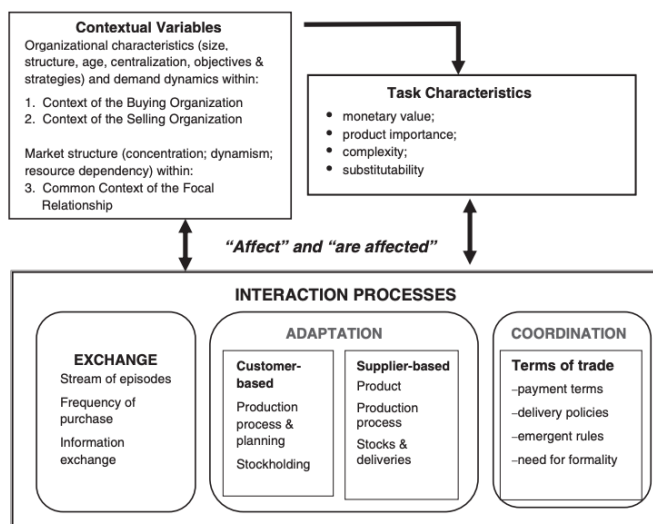 Contextual Variables
Organizational characteristics (size,
structure, age, centralization, objectives &
strategies) and demand dynamics within:
1. Context of the Buying Organization
2. Context of the Selling Organization
Market structure (concentration; dynamism;
resource dependency) within:
3. Common Context of the Focal
Relationship
Task Characteristics
• monetary value;
• product importance;
• complexity;
• substitutability
“Affect” and “are affected”
INTERACTION PROCESSES
EXCHANGE
Stream of episodes
Frequency of
purchase
Information
exchange
ADAPTATION
Customer-
based
Production
process &
planning
Stockholding
Supplier-based
Product
Production
process
Stocks &
deliveries
COORDINATION
Terms of trade
–payment terms
–delivery policies
–emergent rules
–need for formality